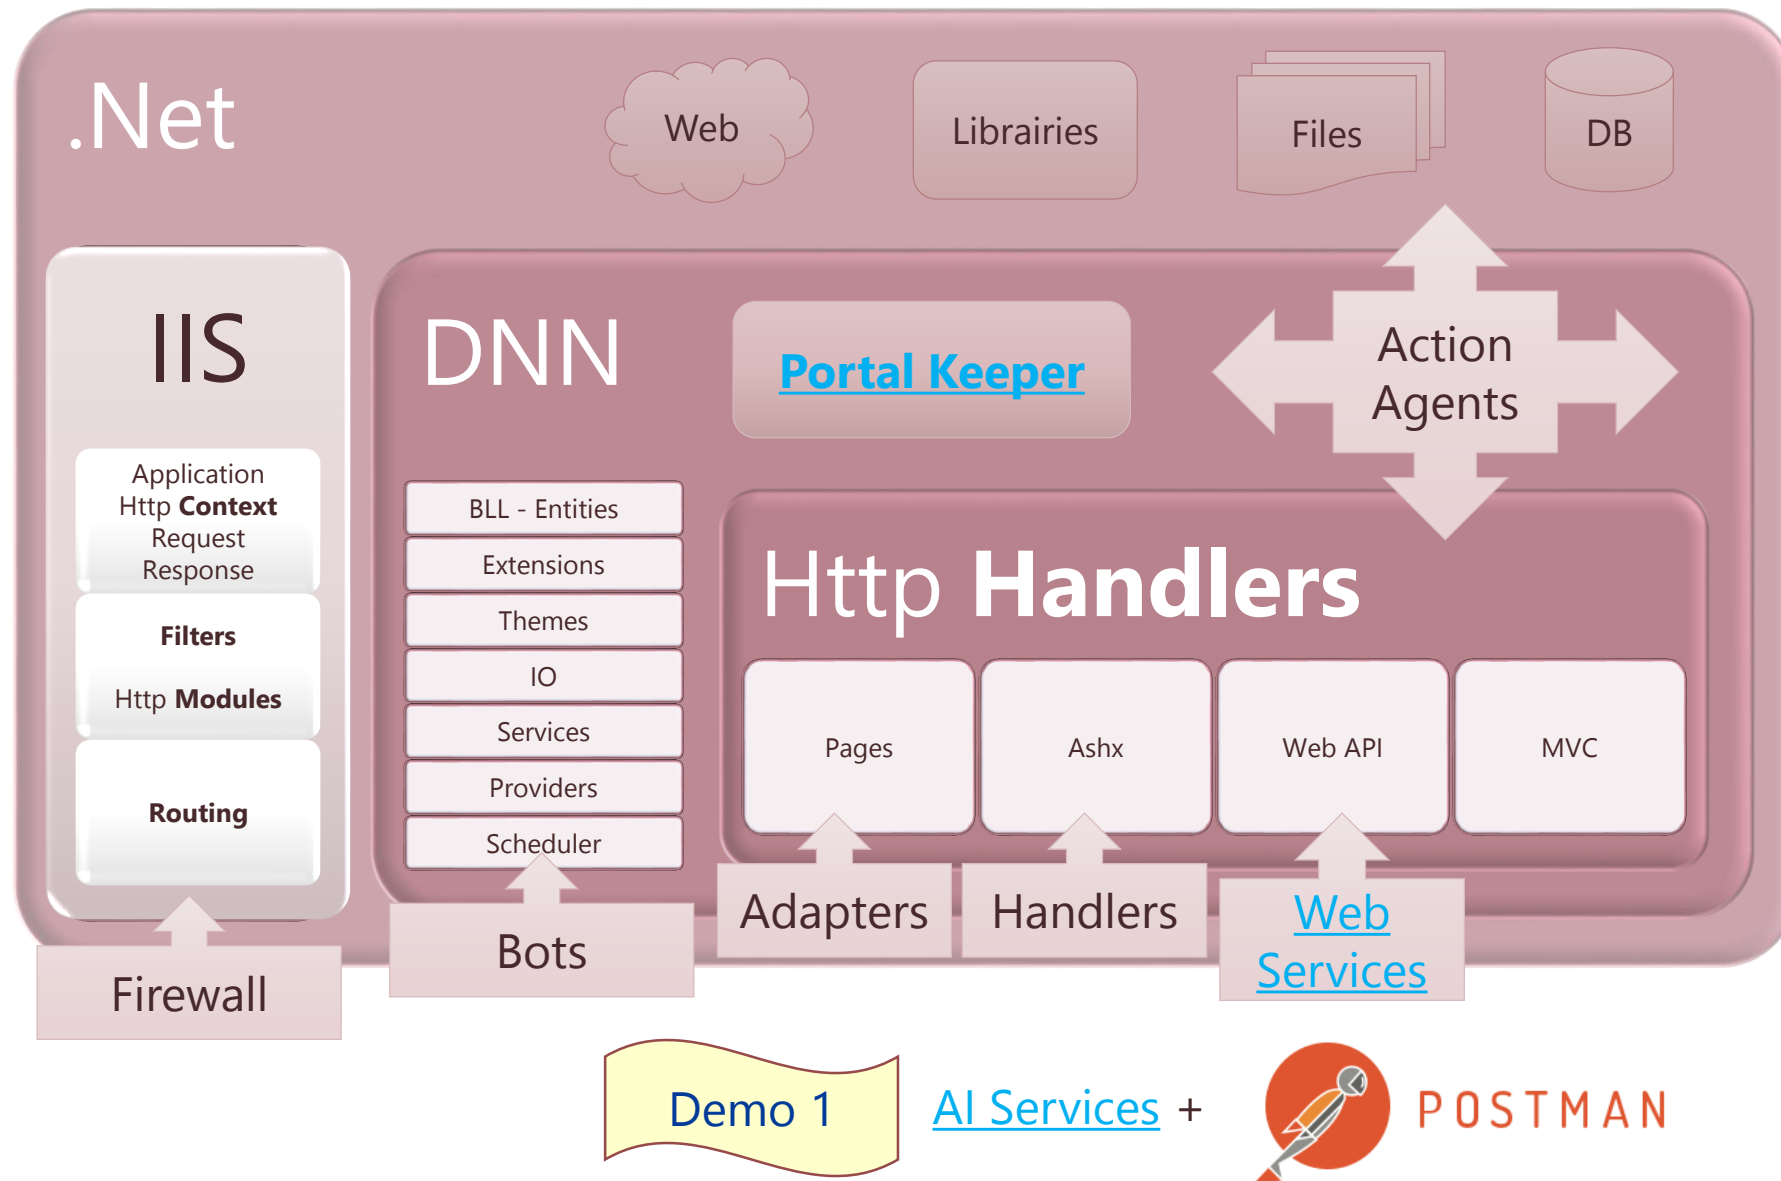 .Net
Web
Librairies
Files
DB
IIS
Application
Http Context
Request
Response
Filters
Http Modules
Routing
Firewall
DNN
Portal Keeper
Action
Agents
BLL - Entities
Extensions
Themes
IO
Services
Providers
Scheduler
Bots
Http Handlers
Pages
Ashx
Web API
MVC
Adapters
Handlers
Web
Services
Demo 1
AI Services +
POSTMAN